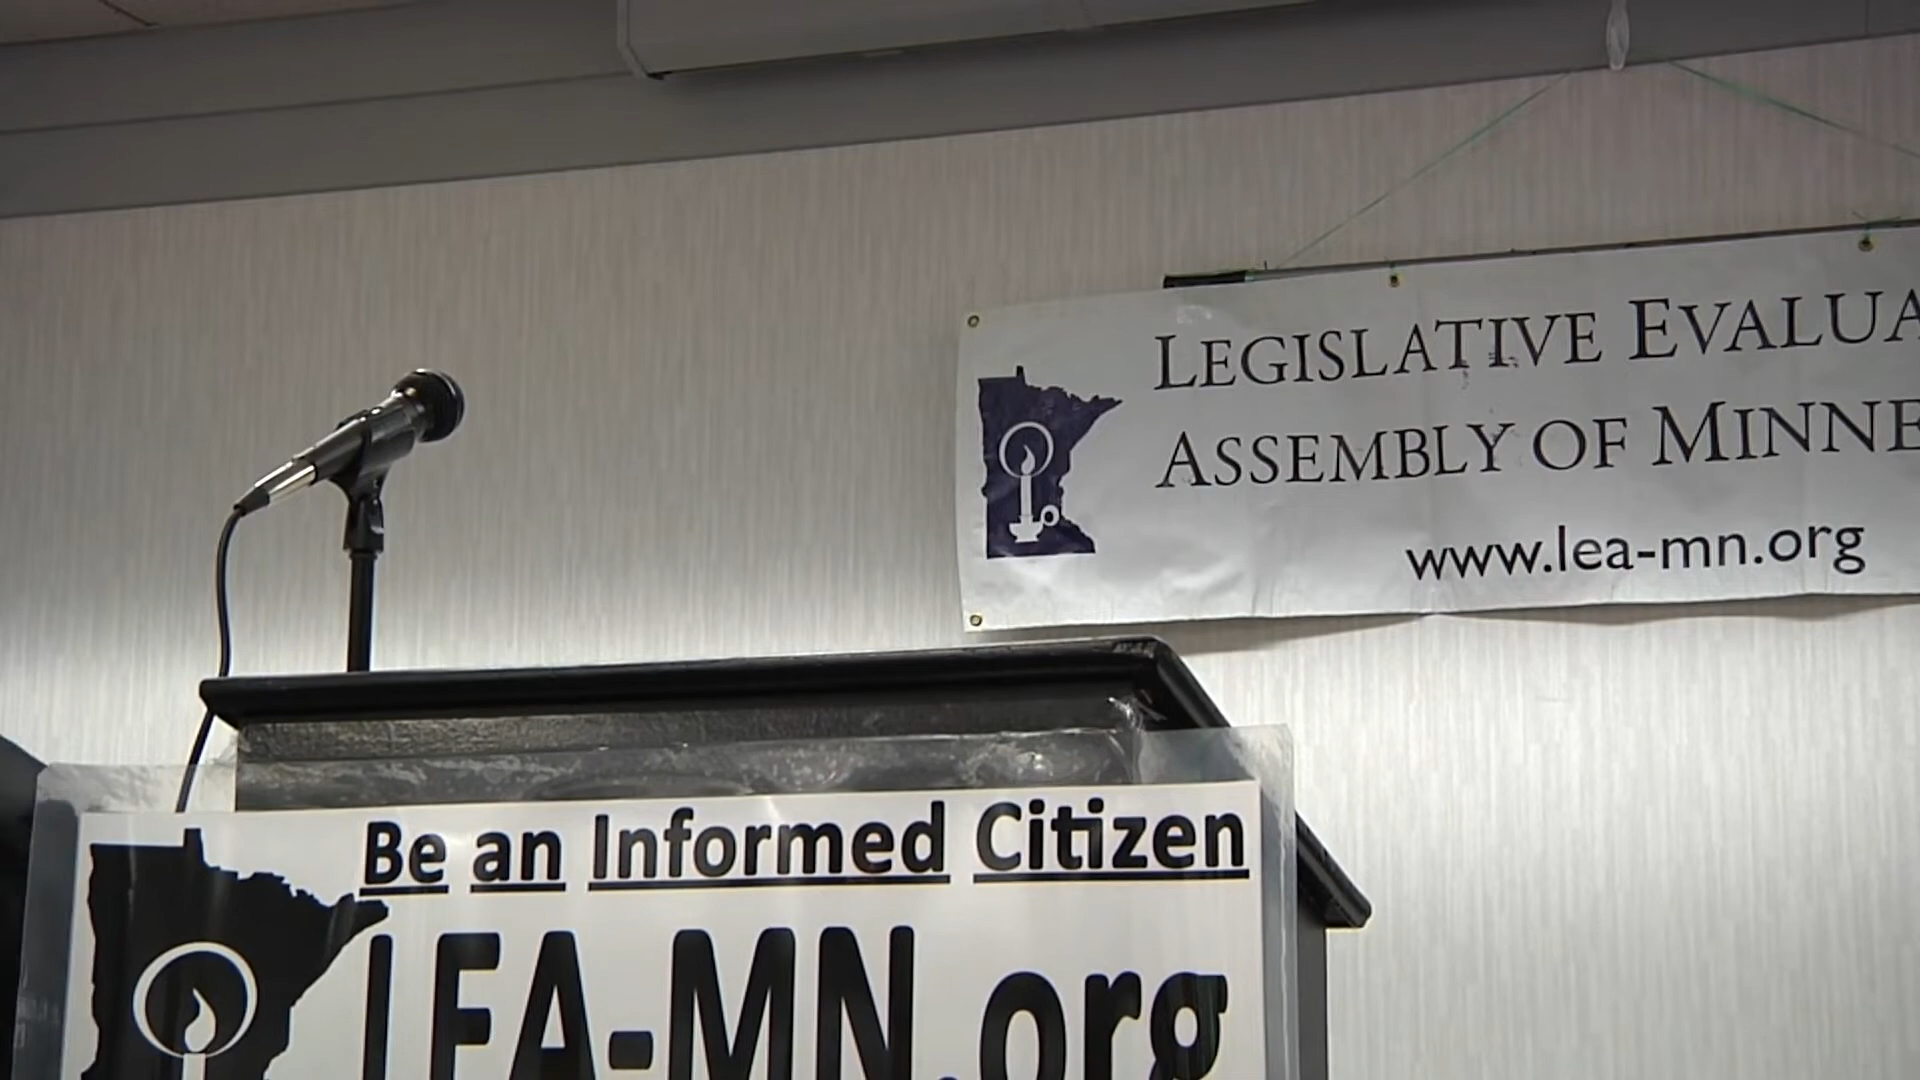 LEGISLATIVE EVALUA
ASSEMBLY OF MINNE
www.lea-mn.org
Be an Informed Citizen
LEA-MN.org